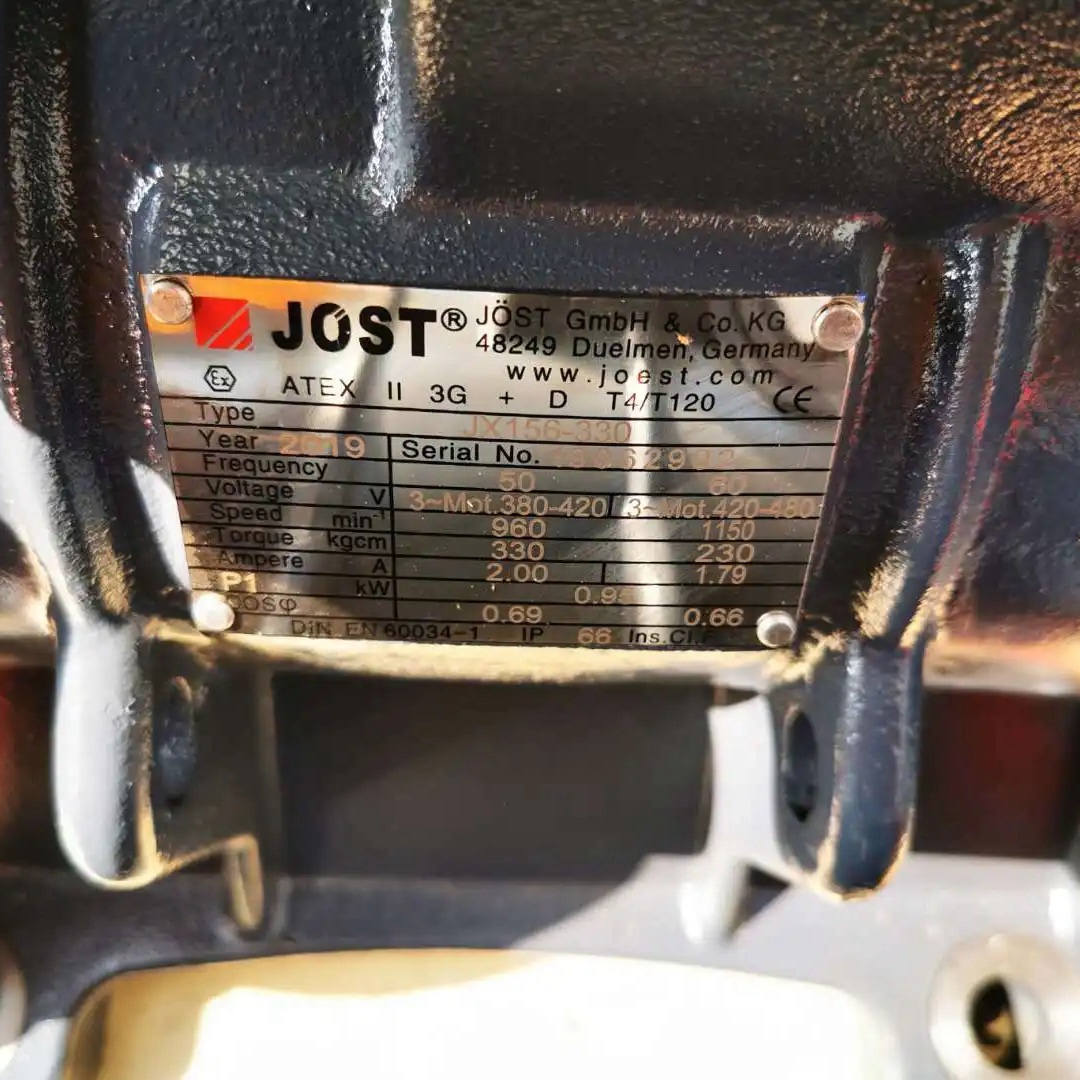 JÖST® JÖST GmbH & Co. KG
48249 Duelmen, Germany
www.joest.com
Ex ATEX II 3G + D T4/T120 CE
Type JX156-330
Year 2019 Serial No.
Frequency 50 60
Voltage V 3~Mot.380-420 3~Mot.420-480
Speed min-1 960 1150
Torque kgcm 330 230
Ampere A 2.00 1.79
P1 kW
cosφ 0.69 0.66
DIN EN 60034-1 IP 66 Ins.Cl.F